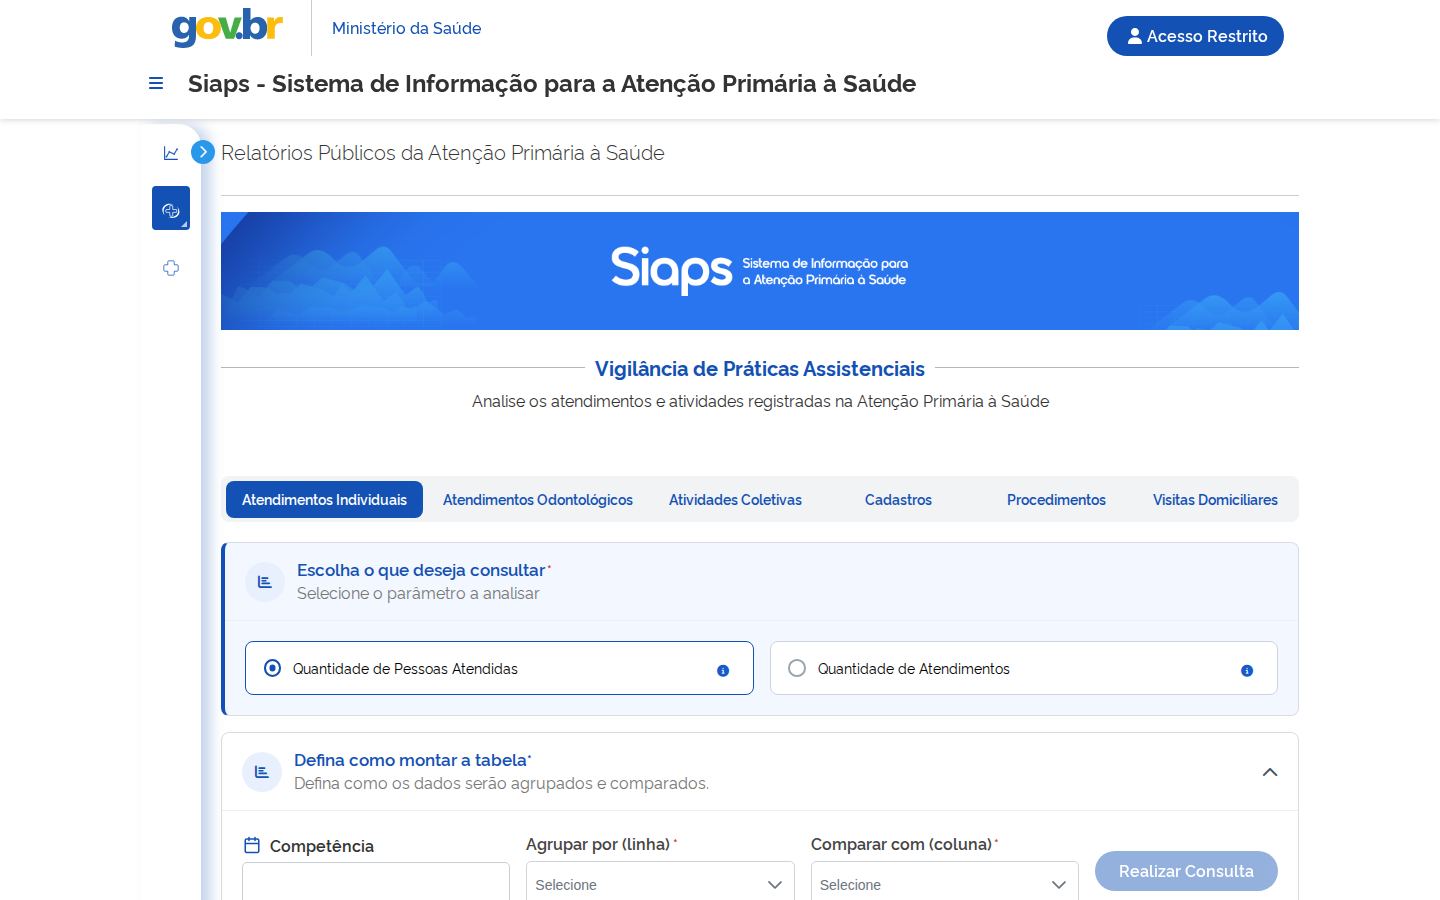 gov.br
Ministério da Saúde
Acesso Restrito
Siaps - Sistema de Informação para a Atenção Primária à Saúde
Relatórios Públicos da Atenção Primária à Saúde
Siaps Sistema de Informação para
a Atenção Primária à Saúde
Vigilância de Práticas Assistenciais
Analise os atendimentos e atividades registradas na Atenção Primária à Saúde
Atendimentos Individuais Atendimentos Odontológicos Atividades Coletivas Cadastros Procedimentos Visitas Domiciliares
Escolha o que deseja consultar*
Selecione o parâmetro a analisar
Quantidade de Pessoas Atendidas Quantidade de Atendimentos
Defina como montar a tabela*
Defina como os dados serão agrupados e comparados.
Competência Agrupar por (linha)* Comparar com (coluna)*
Selecione Selecione Realizar Consulta